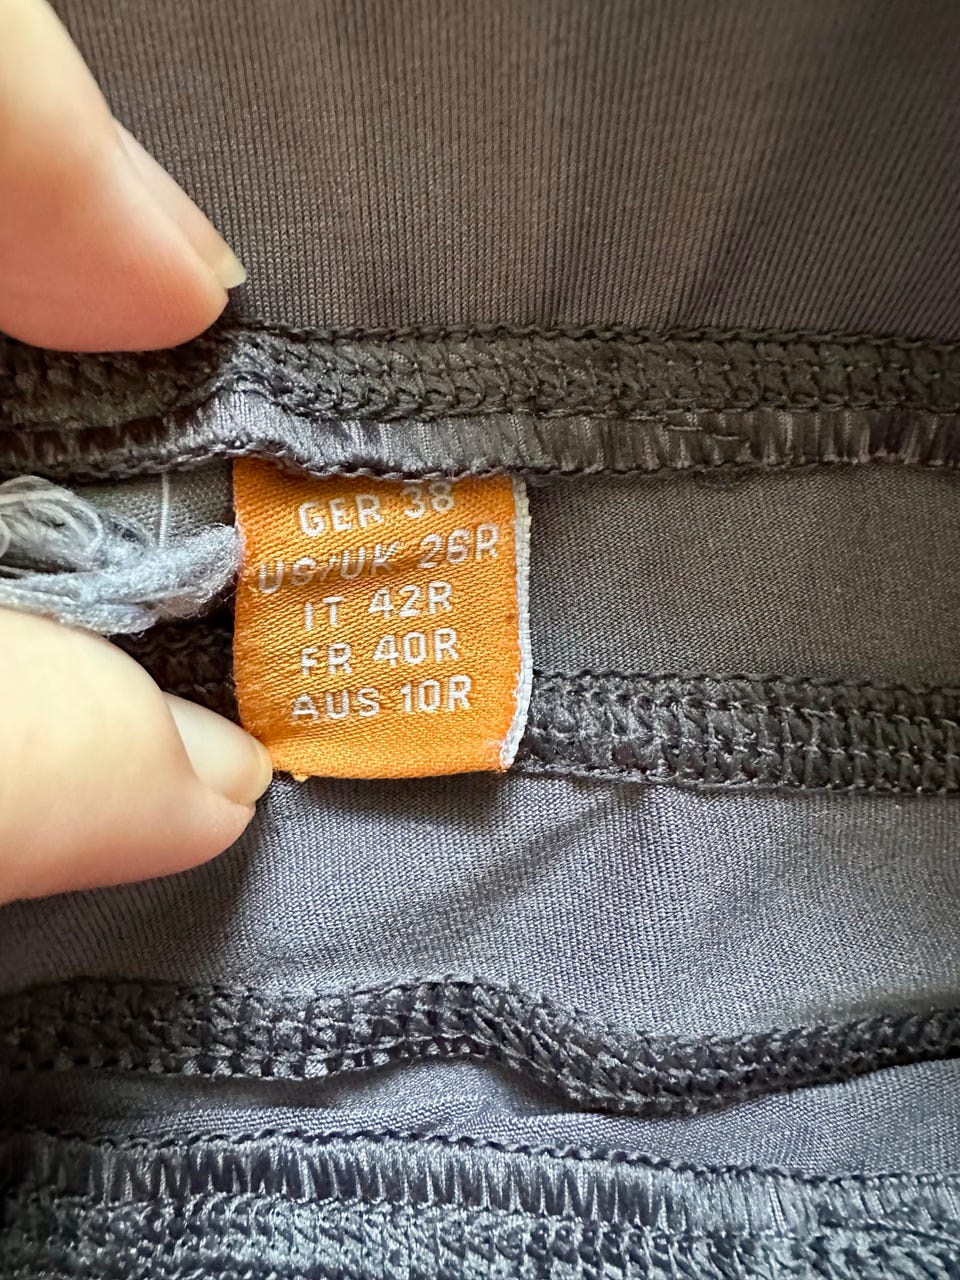 GER 38
US/UK 26R
IT 42R
FR 40R
AUS 10R